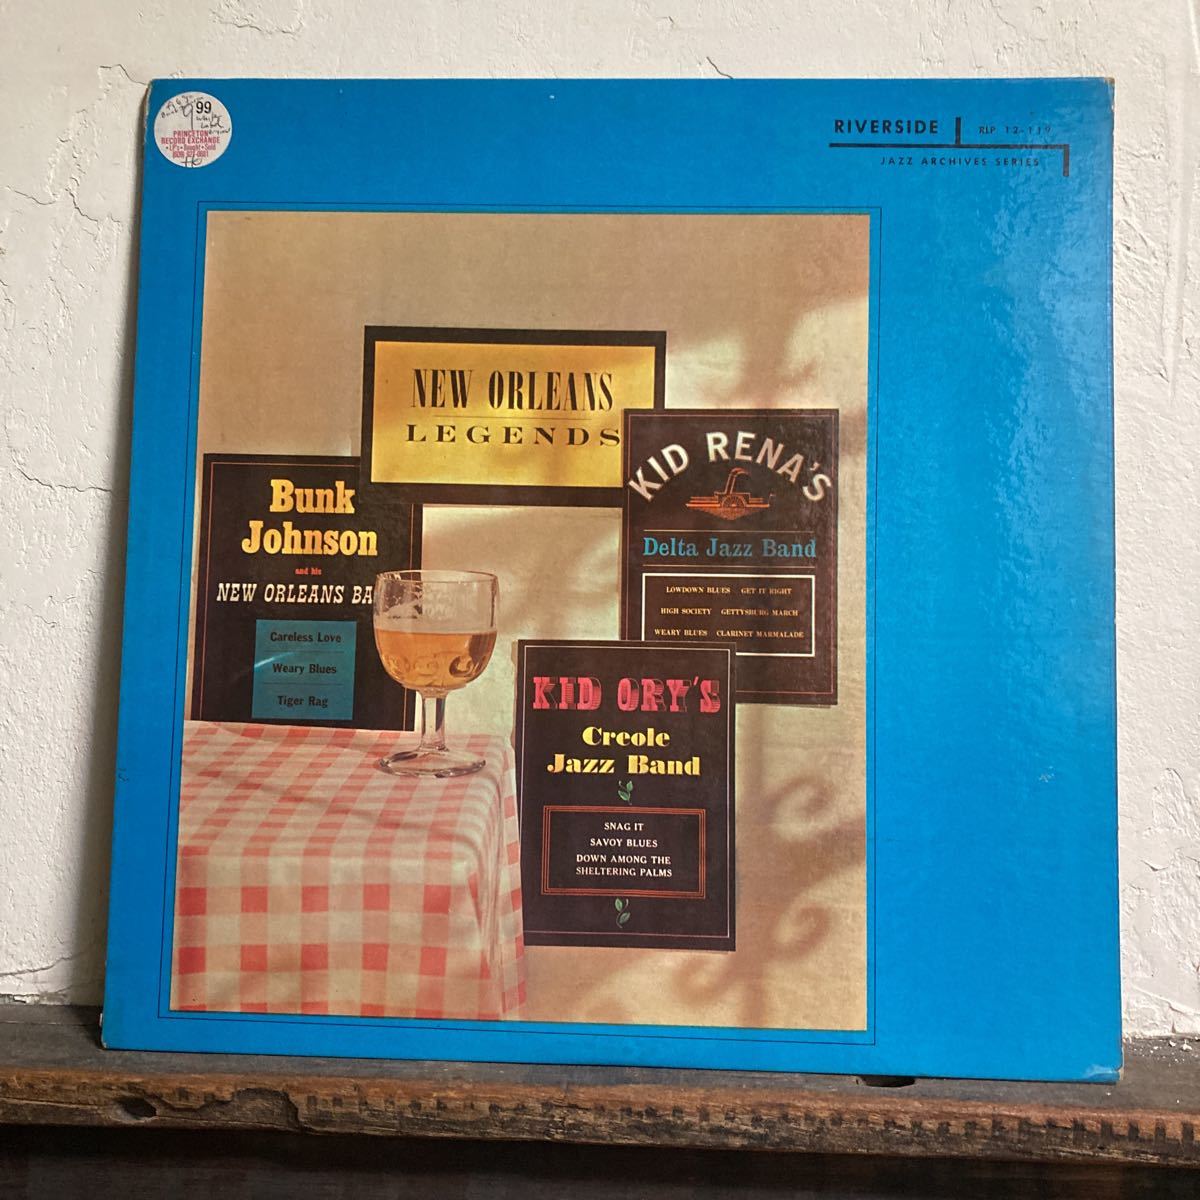 99
PRINCETON
RECORD EXCHANGE
• LP's • Bought • Sold
RIVERSIDE
RLP 12-119
JAZZ ARCHIVES SERIES
NEW ORLEANS
LEGENDS
KID RENA'S
Delta Jazz Band
LOWDOWN BLUES GET IT RIGHT
HIGH SOCIETY GETTYSBURG MARCH
WEARY BLUES CLARINET MARMALADE
Bunk
Johnson
and his
NEW ORLEANS BA
Careless Love
Weary Blues
Tiger Rag
KID ORY'S
Creole
Jazz Band
SNAG IT
SAVOY BLUES
DOWN AMONG THE
SHELTERING PALMS